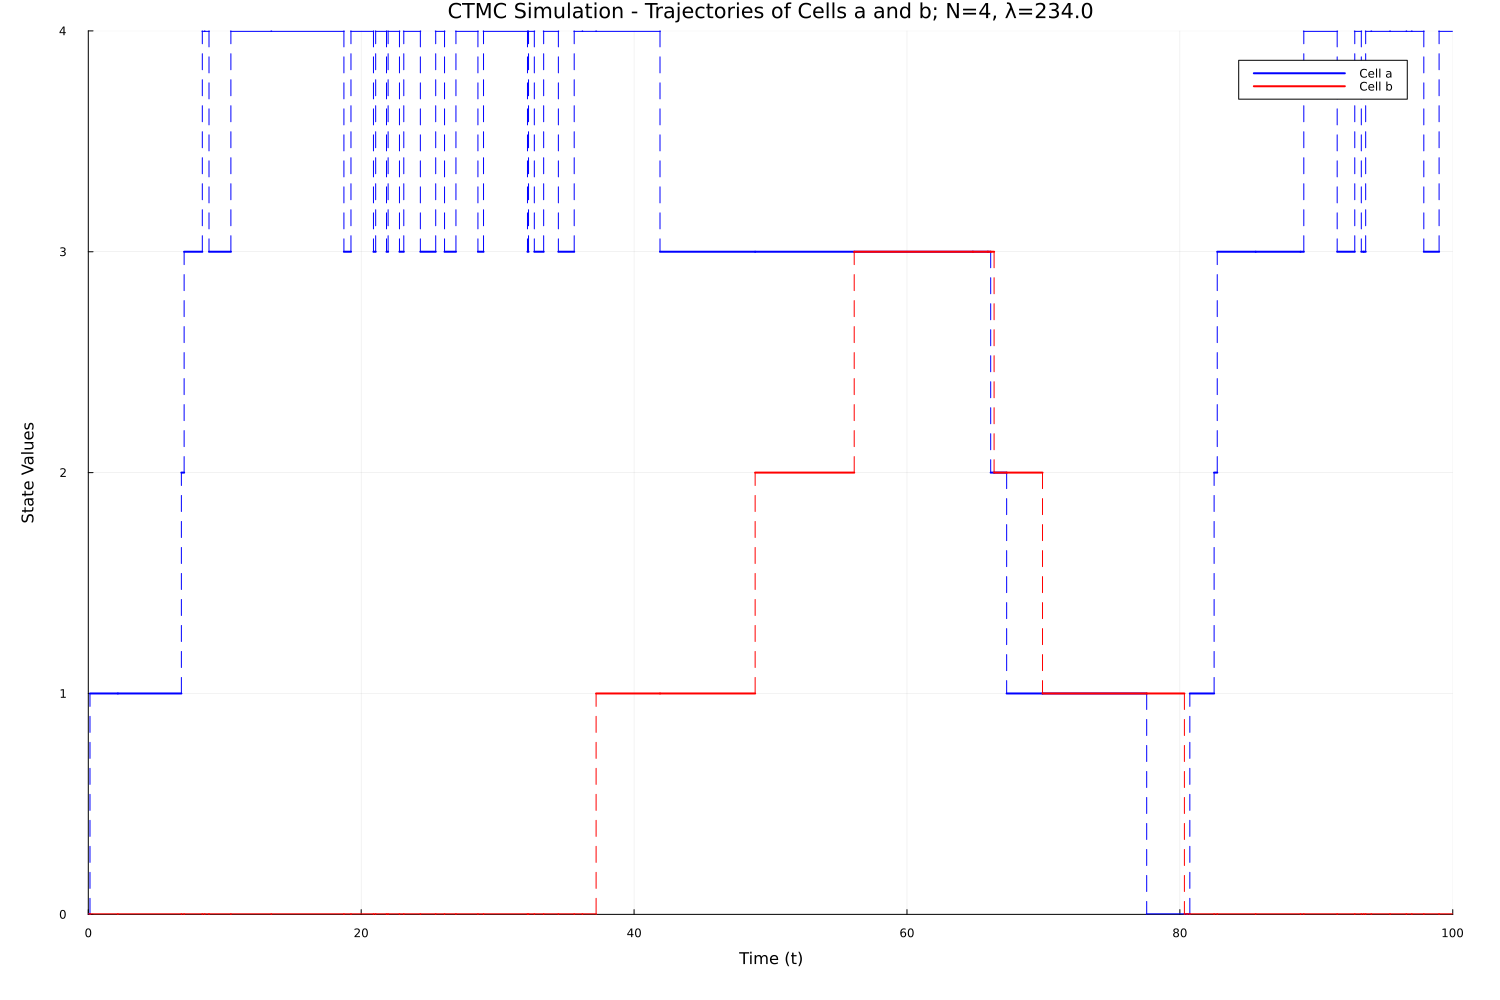 CTMC Simulation - Trajectories of Cells a and b; N=4, λ=234.0
4
Cell a
Cell b
3
State Values
2
1
0
0 20 40 60 80 100
Time (t)